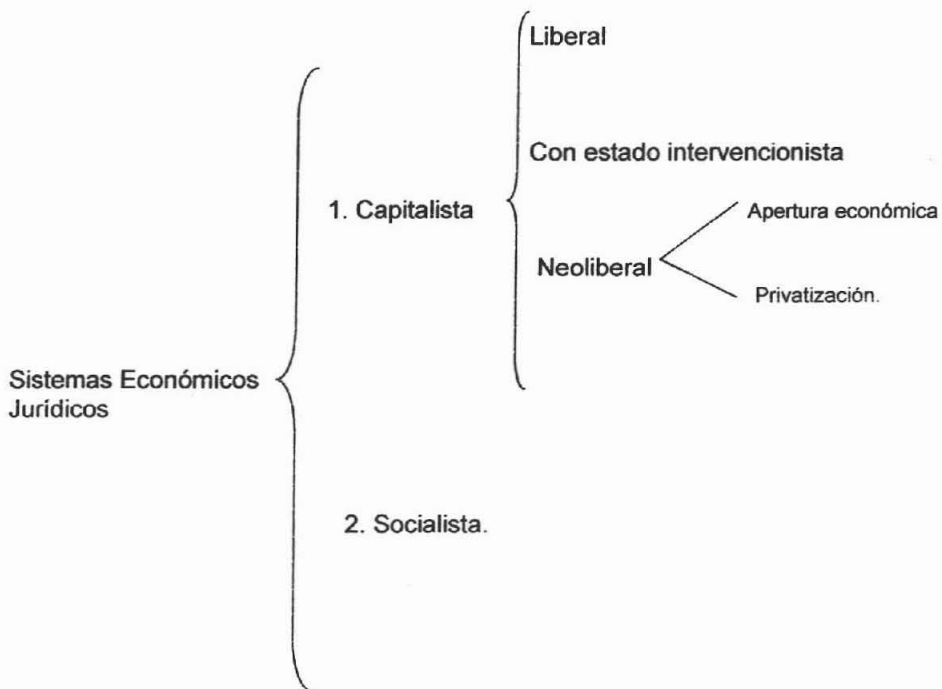 Sistemas Económicos
Jurídicos
1. Capitalista
Liberal
Con estado intervencionista
Neoliberal
Apertura económica
Privatización.
2. Socialista.